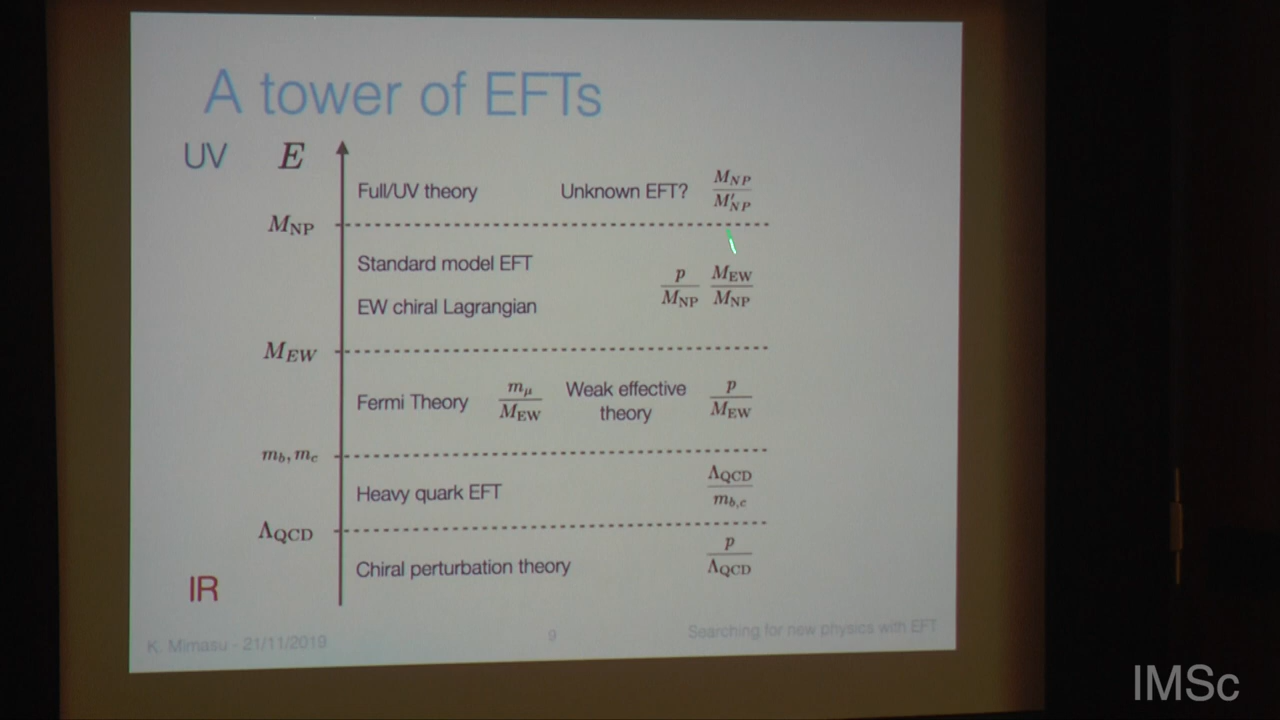 A tower of EFTs
UV E
Full/UV theory Unknown EFT? M_NP/M'_NP
M_NP
Standard model EFT
EW chiral Lagrangian p/M_NP M_EW/M_NP
M_EW
Fermi Theory m_μ/M_EW Weak effective theory p/M_EW
m_b, m_c
Heavy quark EFT Λ_QCD/m_b,c
Λ_QCD
Chiral perturbation theory p/Λ_QCD
IR
K. Mimasu - 21/11/2019 9 Searching for new physics with EFT
IMSc